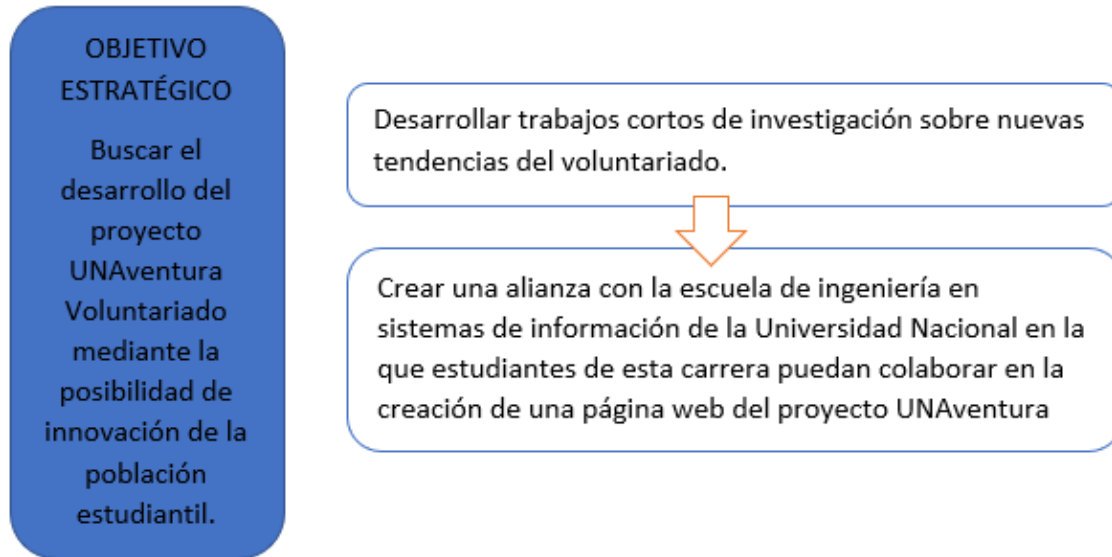 OBJETIVO
ESTRATÉGICO
Buscar el
desarrollo del
proyecto
UNAventura
Voluntariado
mediante la
posibilidad de
innovación de la
población
estudiantil.
Desarrollar trabajos cortos de investigación sobre nuevas
tendencias del voluntariado.
Crear una alianza con la escuela de ingeniería en
sistemas de información de la Universidad Nacional en la
que estudiantes de esta carrera puedan colaborar en la
creación de una página web del proyecto UNAventura